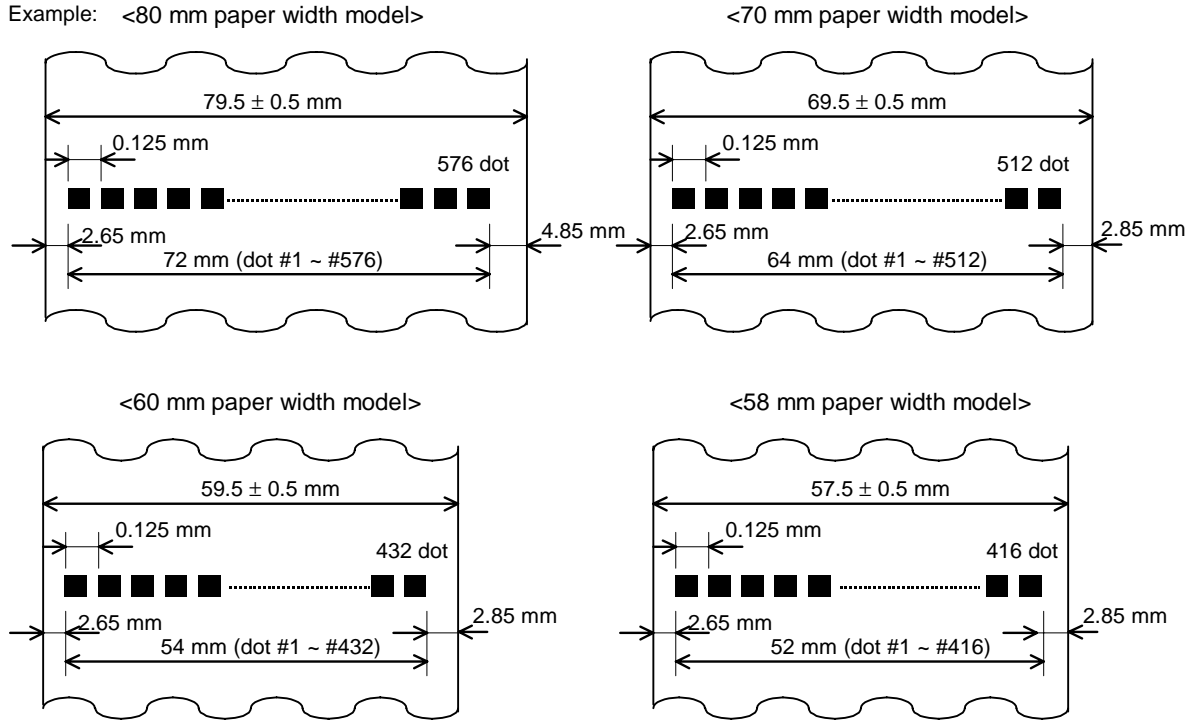 Example:
<80 mm paper width model>
79.5 ± 0.5 mm
0.125 mm
576 dot
2.65 mm
4.85 mm
72 mm (dot #1 ~ #576)
<70 mm paper width model>
69.5 ± 0.5 mm
0.125 mm
512 dot
2.65 mm
2.85 mm
64 mm (dot #1 ~ #512)
<60 mm paper width model>
59.5 ± 0.5 mm
0.125 mm
432 dot
2.65 mm
2.85 mm
54 mm (dot #1 ~ #432)
<58 mm paper width model>
57.5 ± 0.5 mm
0.125 mm
416 dot
2.65 mm
2.85 mm
52 mm (dot #1 ~ #416)